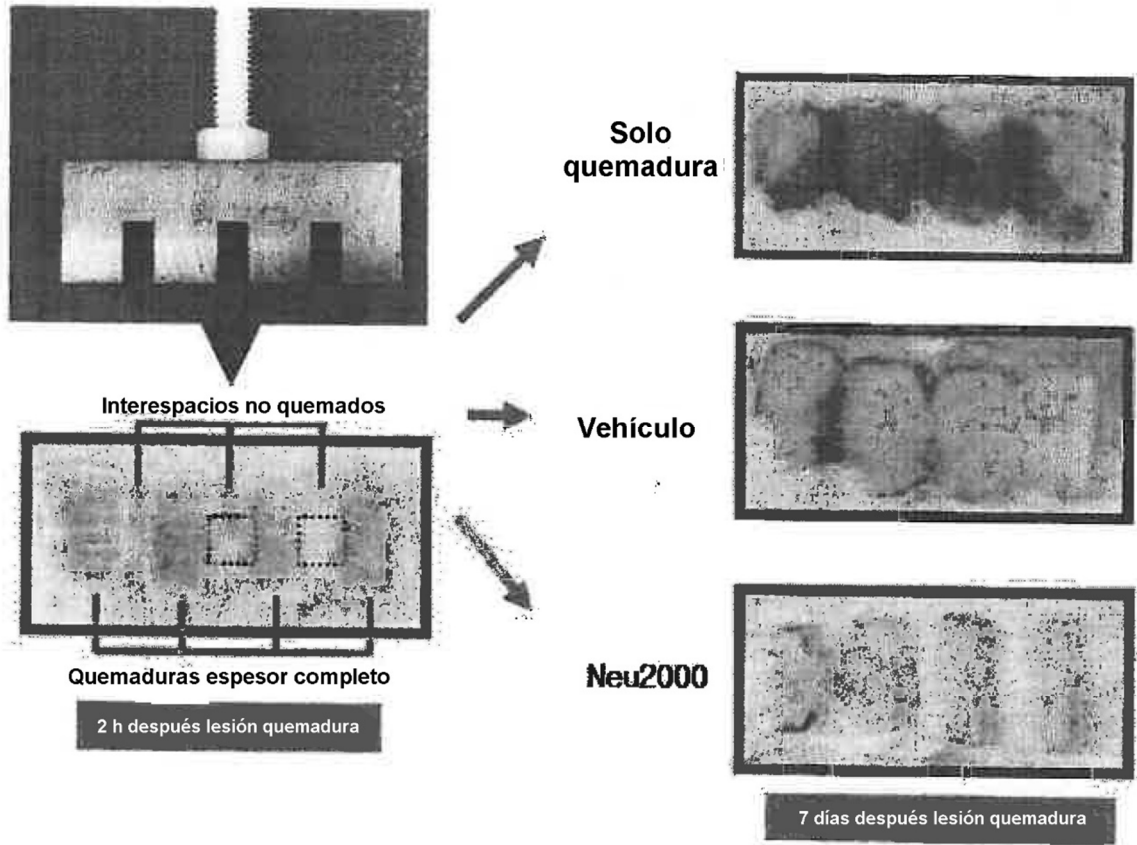 Interespacios no quemados
Quemaduras espesor completo
2 h después lesión quemadura
Solo
quemadura
Vehículo
Neu2000
7 días después lesión quemadura